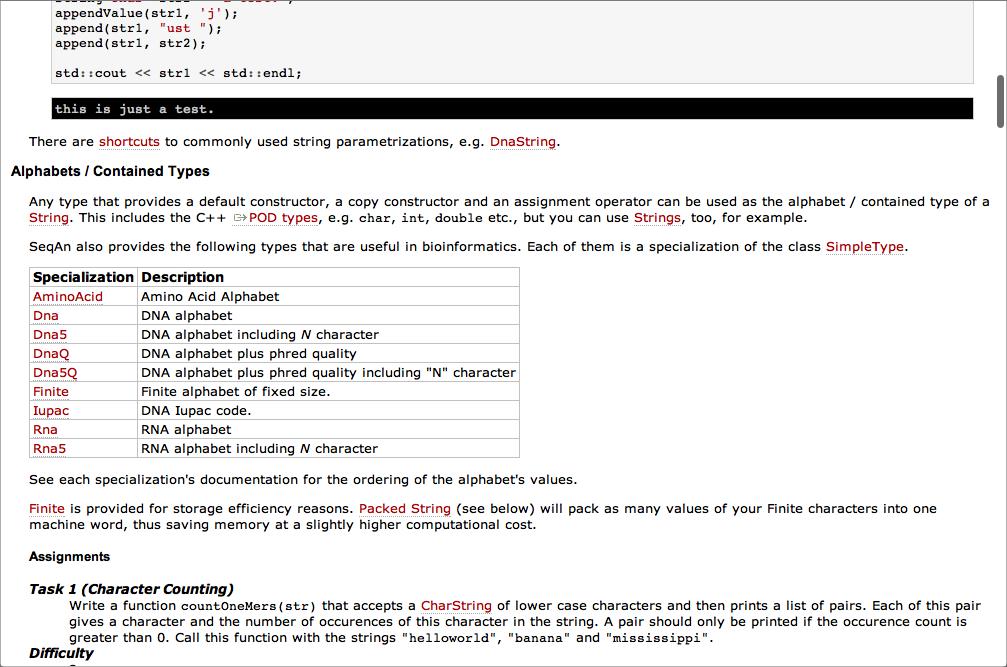 appendValue(str1, 'j');
append(str1, "ust ");
append(str1, str2);
std::cout << str1 << std::endl;
this is just a test.
There are shortcuts to commonly used string parametrizations, e.g. DnaString.
Alphabets / Contained Types
Any type that provides a default constructor, a copy constructor and an assignment operator can be used as the alphabet / contained type of a
String. This includes the C++ POD types, e.g. char, int, double etc., but you can use Strings, too, for example.
SeqAn also provides the following types that are useful in bioinformatics. Each of them is a specialization of the class SimpleType.
Specialization Description
AminoAcid Amino Acid Alphabet
Dna DNA alphabet
Dna5 DNA alphabet including N character
DnaQ DNA alphabet plus phred quality
Dna5Q DNA alphabet plus phred quality including "N" character
Finite Finite alphabet of fixed size.
Iupac DNA Iupac code.
Rna RNA alphabet
Rna5 RNA alphabet including N character
See each specialization's documentation for the ordering of the alphabet's values.
Finite is provided for storage efficiency reasons. Packed String (see below) will pack as many values of your Finite characters into one
machine word, thus saving memory at a slightly higher computational cost.
Assignments
Task 1 (Character Counting)
Write a function countOneMers(str) that accepts a CharString of lower case characters and then prints a list of pairs. Each of this pair
gives a character and the number of occurences of this character in the string. A pair should only be printed if the occurence count is
greater than 0. Call this function with the strings "helloworld", "banana" and "mississippi".
Difficulty